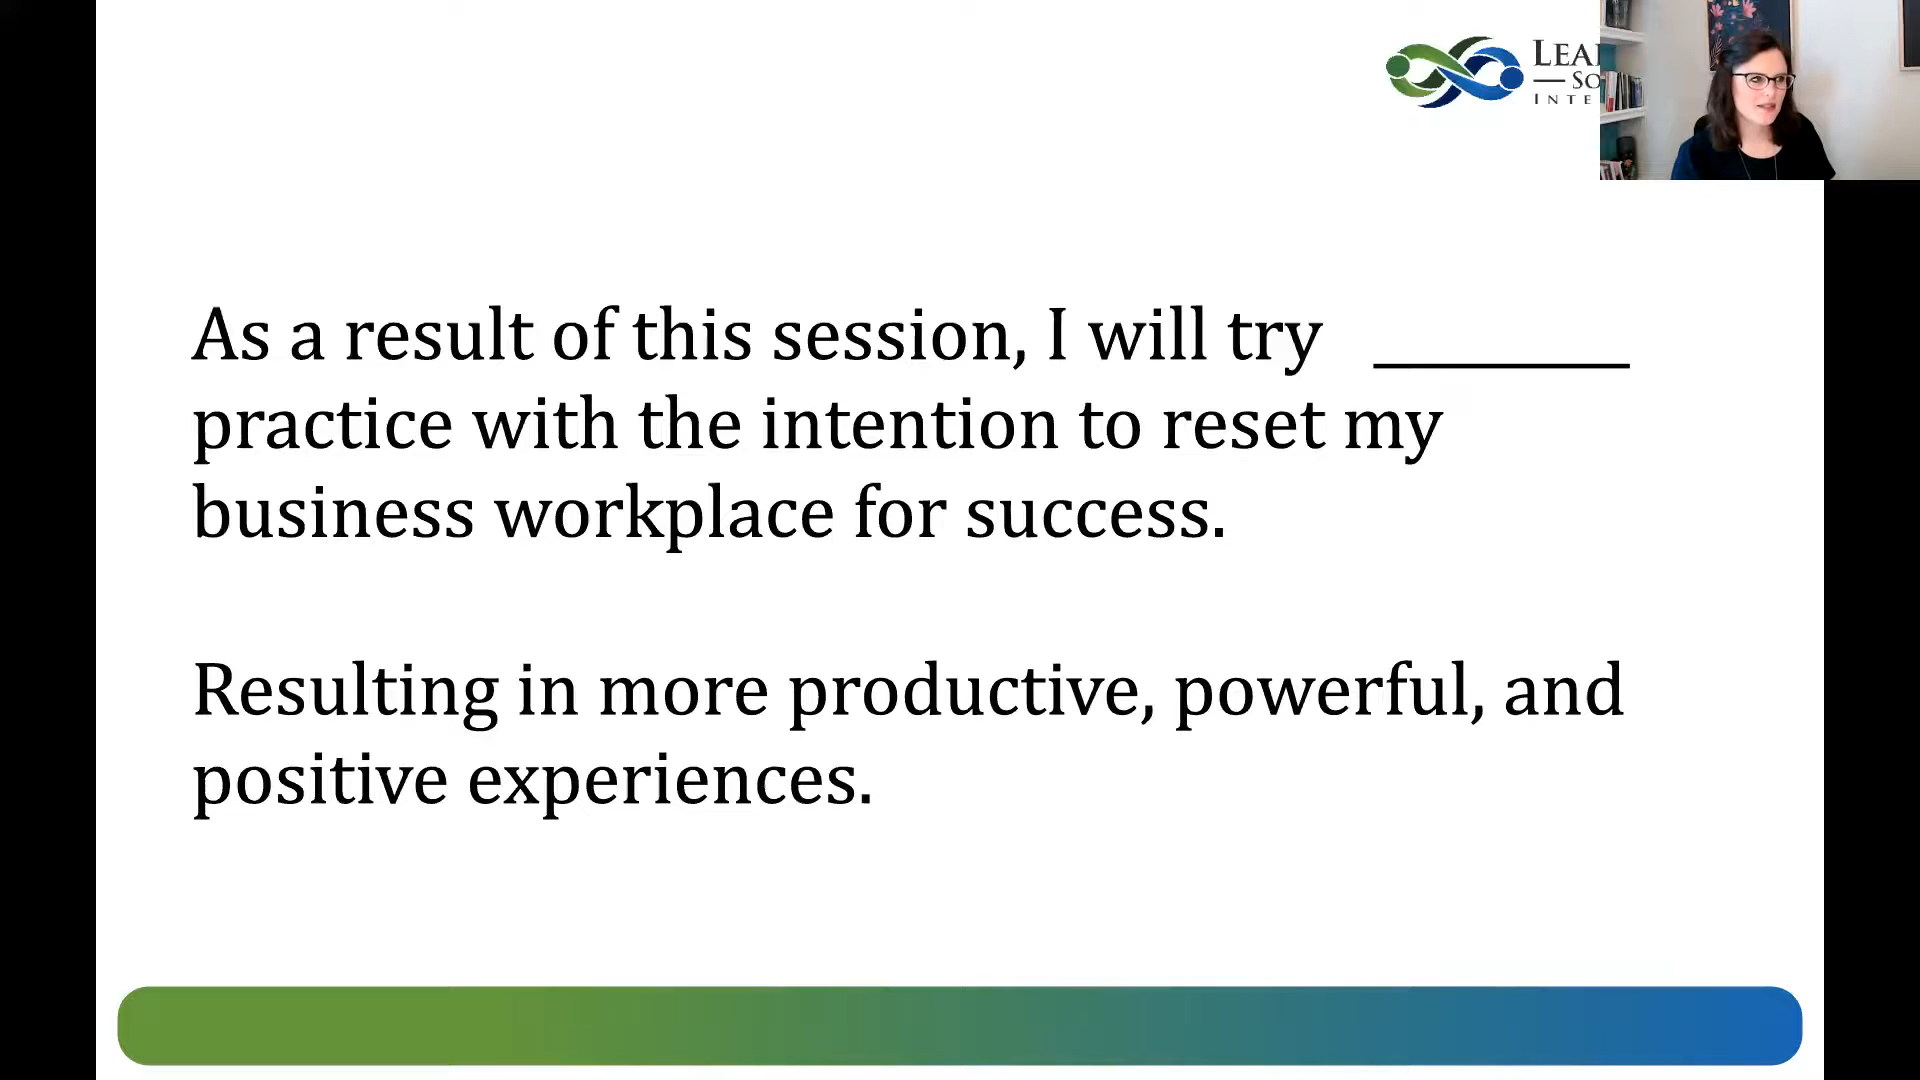 As a result of this session, I will try ________
practice with the intention to reset my
business workplace for success.
Resulting in more productive, powerful, and
positive experiences.